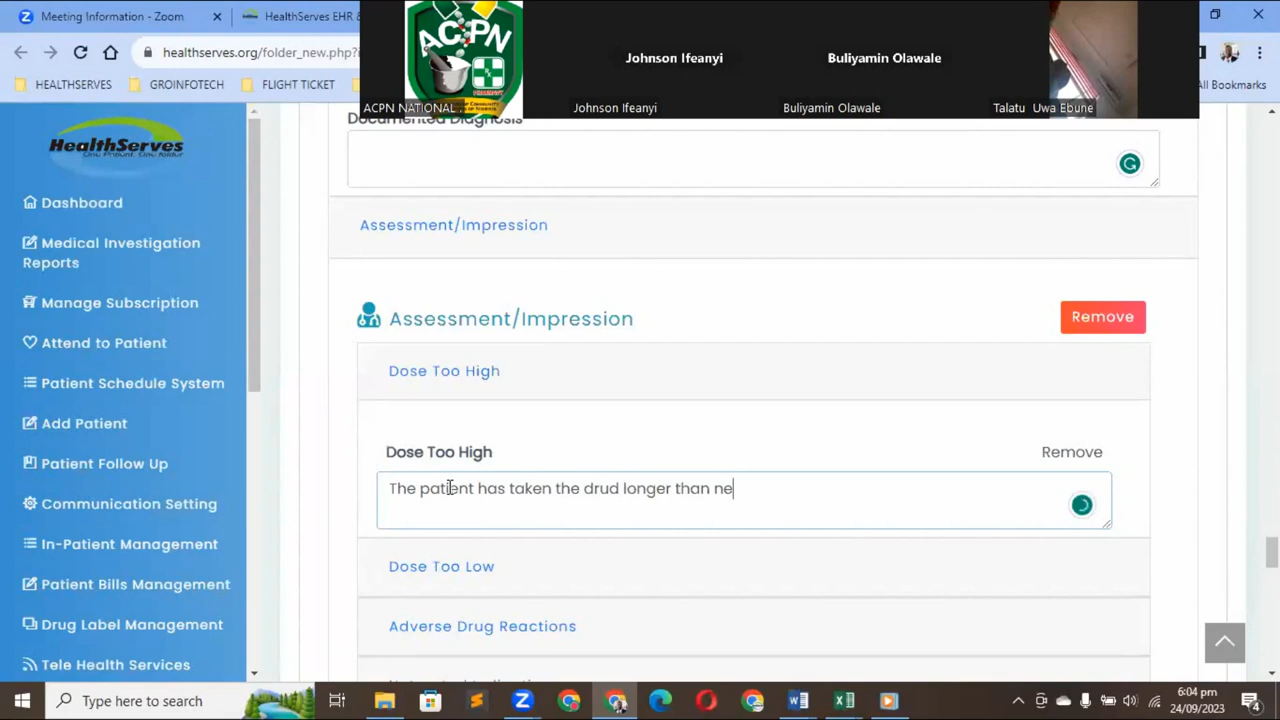 Meeting Information - Zoom
HealthServes EHR &
healthserves.org/folder_new.php?i
HEALTHSERVES
GROINFOTECH
FLIGHT TICKET
All Bookmarks
ACPN
ACPN NATIONAL
Johnson Ifeanyi
Johnson Ifeanyi
Buliyamin Olawale
Buliyamin Olawale
Talatu Uwa Ebune
HealthServes
One Patient. One folder
Dashboard
Medical Investigation
Reports
Manage Subscription
Attend to Patient
Patient Schedule System
Add Patient
Patient Follow Up
Communication Setting
In-Patient Management
Patient Bills Management
Drug Label Management
Tele Health Services
Documented Diagnosis
Assessment/Impression
Assessment/Impression
Remove
Dose Too High
Dose Too High
Remove
The patient has taken the drud longer than ne
Dose Too Low
Adverse Drug Reactions
Type here to search
6:04 pm
24/09/2023
4